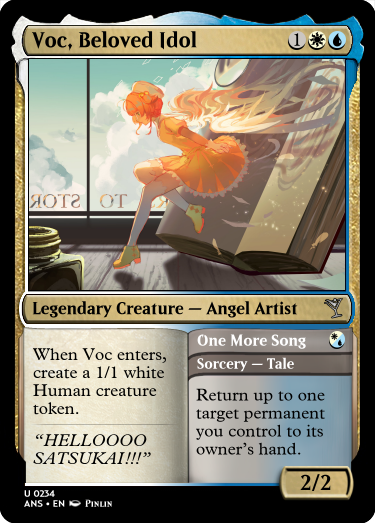 Voc, Beloved Idol 1
TO STOR
Legendary Creature — Angel Artist
When Voc enters,
create a 1/1 white
Human creature
token.
“HELLOOOO
SATSUKAI!!!”
One More Song
Sorcery — Tale
Return up to one
target permanent
you control to its
owner's hand.
2/2
U 0234
ANS • EN Pinlin